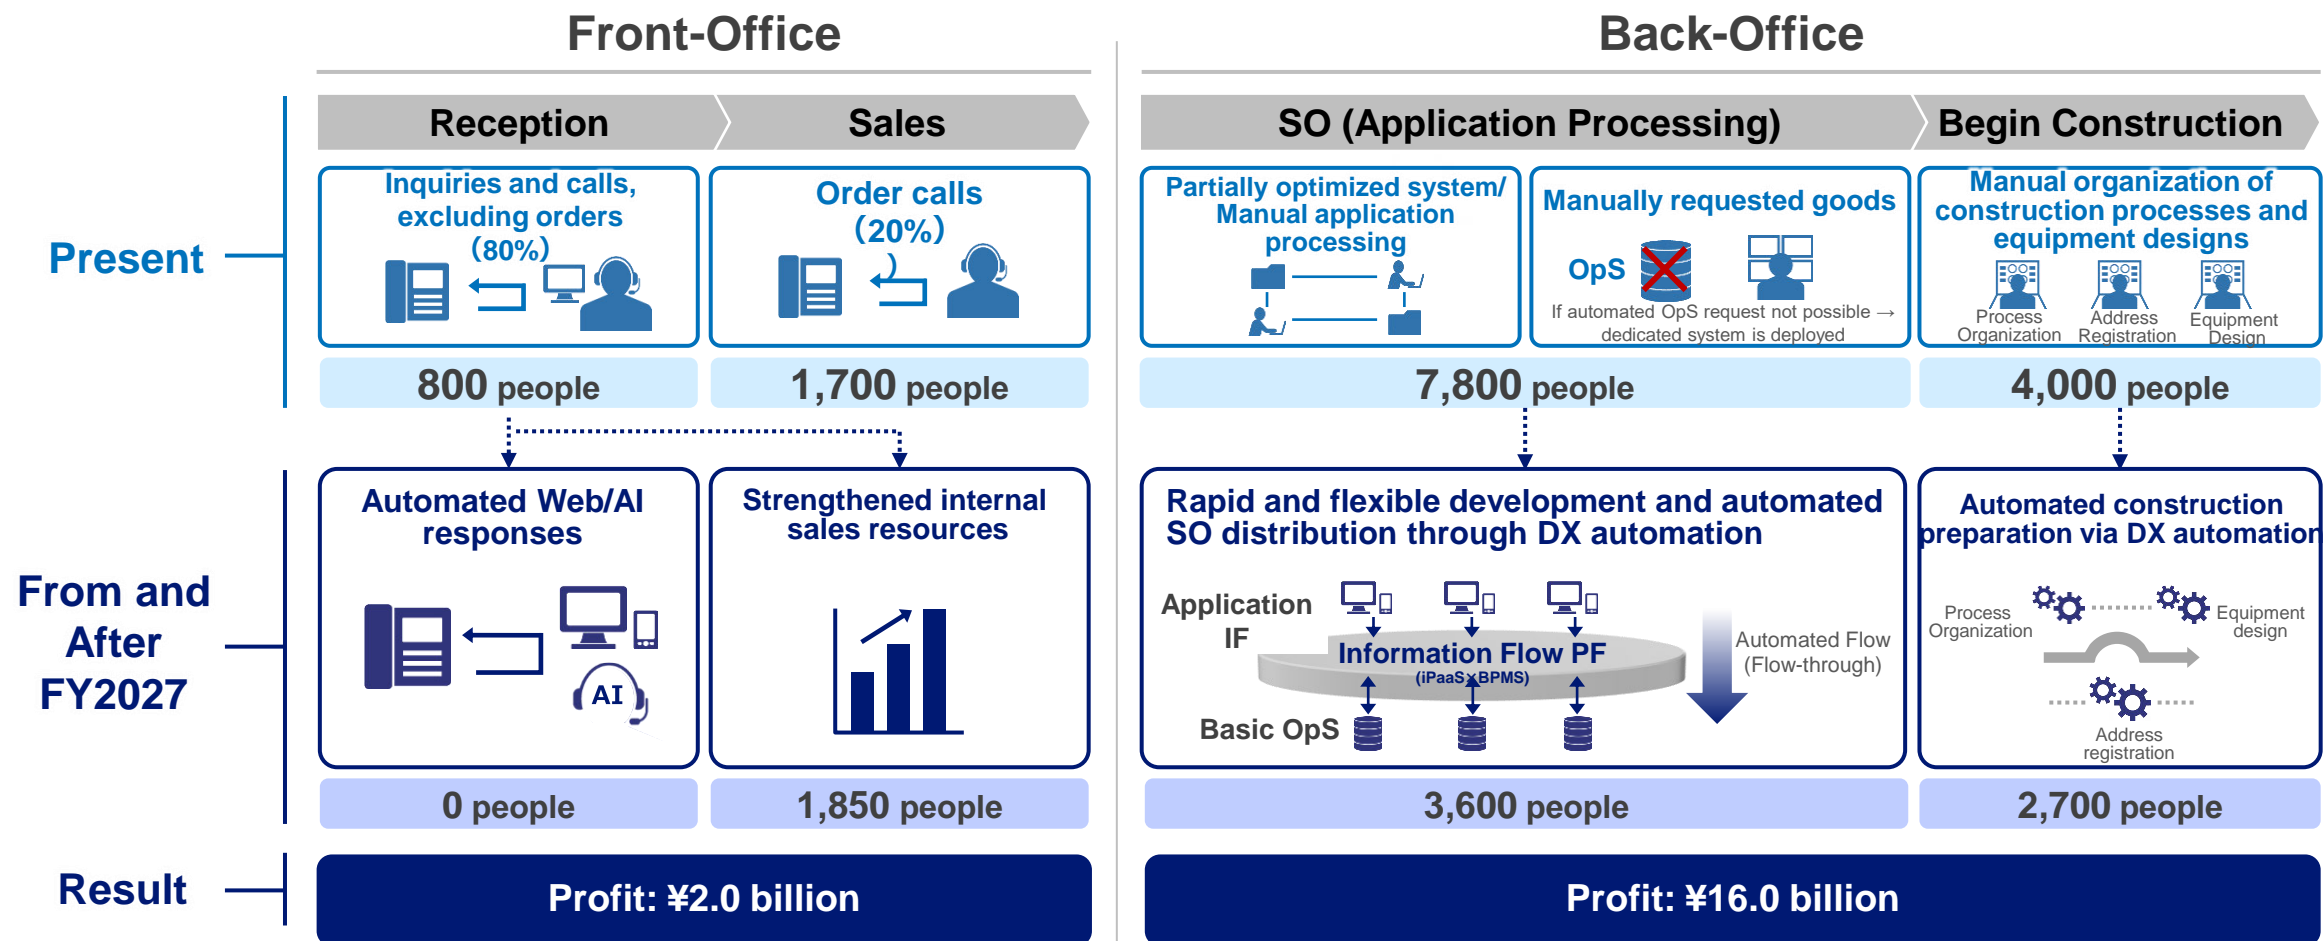 Front-Office
Back-Office
Reception
Sales
SO (Application Processing)
Begin Construction
Present
Inquiries and calls,
excluding orders
(80%)
Order calls
(20%)
)
Partially optimized system/
Manual application
processing
Manually requested goods
OpS
If automated OpS request not possible →
dedicated system is deployed
Manual organization of
construction processes and
equipment designs
Process
Organization
Address
Registration
Equipment
Design
800 people
1,700 people
7,800 people
4,000 people
From and
After
FY2027
Automated Web/AI
responses
AI
Strengthened internal
sales resources
Rapid and flexible development and automated
SO distribution through DX automation
Application
IF
Information Flow PF
(iPaaS×BPMS)
Basic OpS
Automated Flow
(Flow-through)
Automated construction
preparation via DX automation
Process
Organization
Equipment
design
Address
registration
0 people
1,850 people
3,600 people
2,700 people
Result
Profit: ¥2.0 billion
Profit: ¥16.0 billion